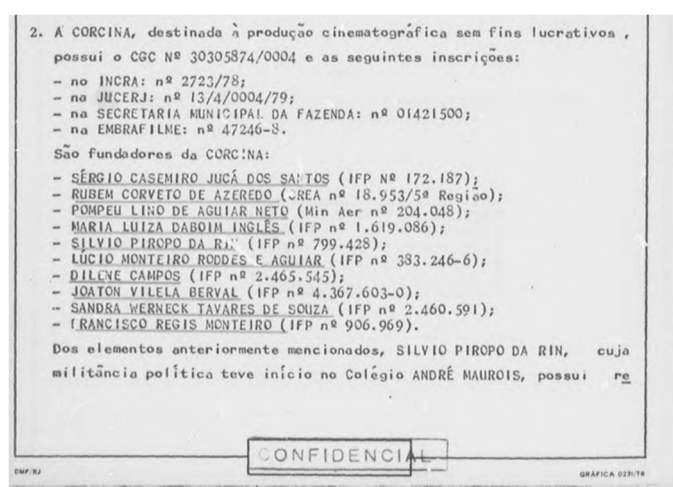 2. A CORCINA, destinada à produção cinematográfica sem fins lucrativos ,
possui o CGC Nº 30305874/0004 e as seguintes inscrições:
- no INCRA: nº 2723/78;
- na JUCERJ: nº 13/4/0004/79;
- na SECRETARIA MUNICIPAL DA FAZENDA: nº 01421500;
- na EMBRAFILME: nº 47246-8.
São fundadores da CORCINA:
- SÉRGIO CASEMIRO JUCÁ DOS SANTOS (IFP Nº 172.187);
- RUBEM CORVETO DE AZEREDO (CREA nº 18.953/5ª Região);
- POMPEU LINO DE AGUIAR NETO (Min Aer nº 204.048);
- MARIA LUIZA DABOIM INGLÊS (IFP nº 1.619.086);
- SILVIO PIROPO DA RIN (IFP nº 799.428);
- LÚCIO MONTEIRO RODDES E AGUIAR (IFP nº 383.246-6);
- DILENE CAMPOS (IFP nº 2.465.545);
- JOATON VILELA BERVAL (IFP nº 4.367.603-0);
- SANDRA WERNECK TAVARES DE SOUZA (IFP nº 2.460.591);
- FRANCISCO REGIS MONTEIRO (IFP nº 906.969).
Dos elementos anteriormente mencionados, SILVIO PIROPO DA RIN, cuja
militância política teve início no Colégio ANDRÉ MAUROIS, possui re
CONFIDENCIAL
DMF/RJ
GRÁFICA 0231/78